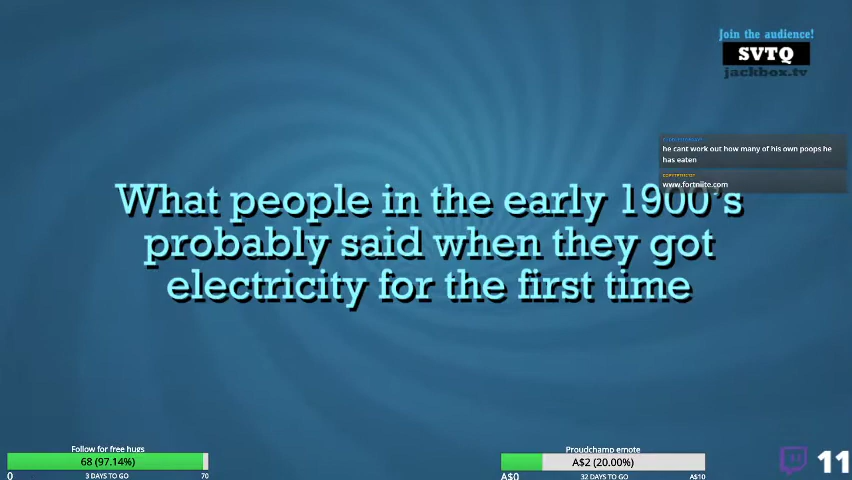 Join the audience!
SVTQ
jackbox.tv
he cant work out how many of his own poops he
has eaten
www.fortniite.com
What people in the early 1900's
probably said when they got
electricity for the first time
Follow for free hugs
68 (97.14%)
0
3 DAYS TO GO
70
Proudchamp emote
A$2 (20.00%)
A$0
32 DAYS TO GO
A$10
11